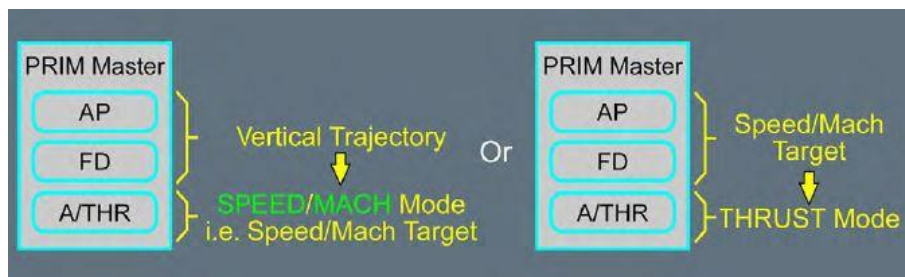 PRIM Master
AP
FD
A/THR
Vertical Trajectory
SPEED/MACH Mode
i.e. Speed/Mach Target
Or
PRIM Master
AP
FD
A/THR
Speed/Mach
Target
THRUST Mode